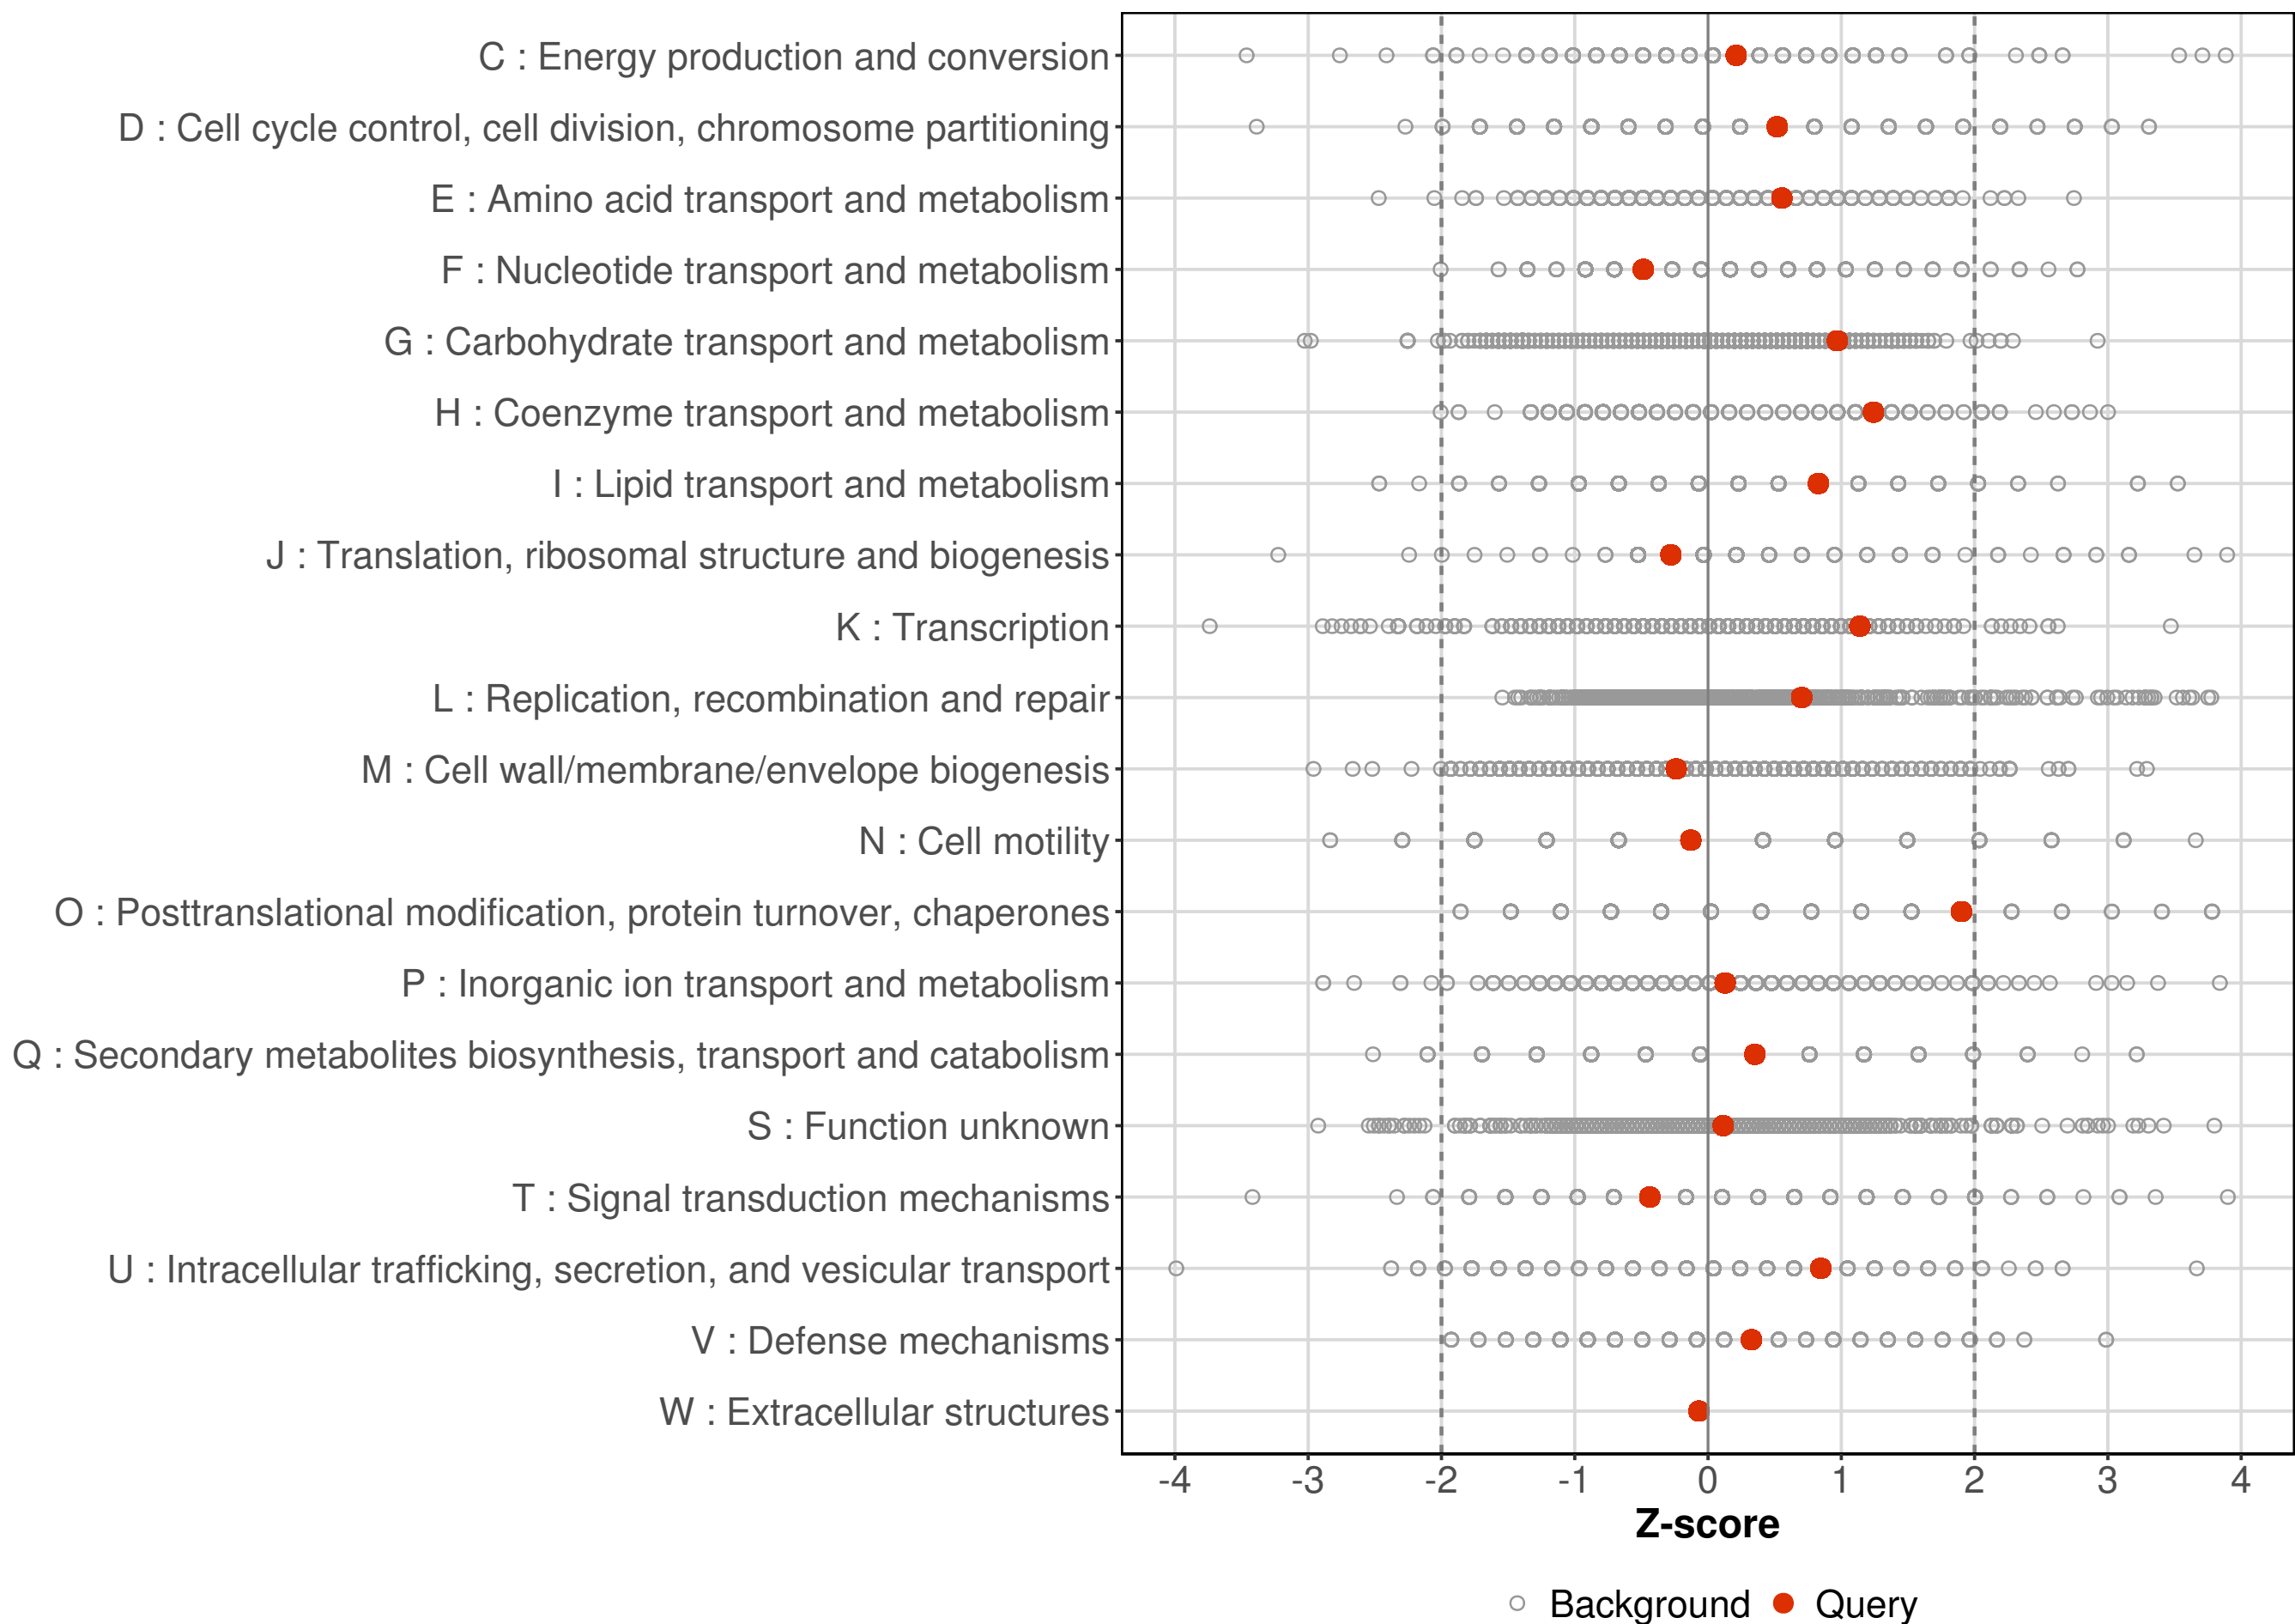 C : Energy production and conversion
D : Cell cycle control, cell division, chromosome partitioning
E : Amino acid transport and metabolism
F : Nucleotide transport and metabolism
G : Carbohydrate transport and metabolism
H : Coenzyme transport and metabolism
I : Lipid transport and metabolism
J : Translation, ribosomal structure and biogenesis
K : Transcription
L : Replication, recombination and repair
M : Cell wall/membrane/envelope biogenesis
N : Cell motility
O : Posttranslational modification, protein turnover, chaperones
P : Inorganic ion transport and metabolism
Q : Secondary metabolites biosynthesis, transport and catabolism
S : Function unknown
T : Signal transduction mechanisms
U : Intracellular trafficking, secretion, and vesicular transport
V : Defense mechanisms
W : Extracellular structures
-4 -3 -2 -1 0 1 2 3 4
Z-score
Background Query